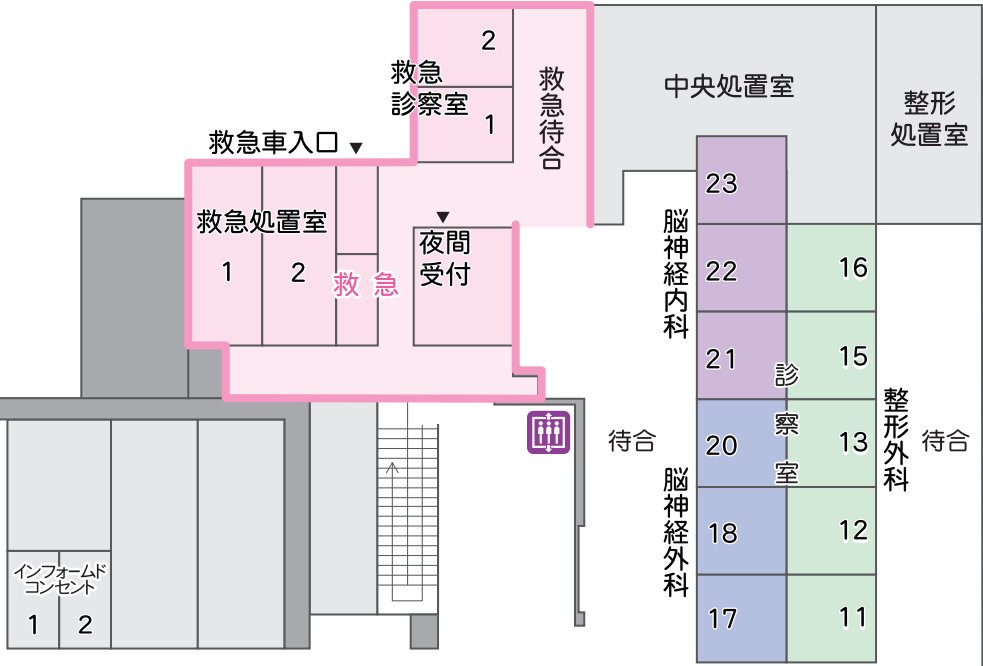 2
救急
診察室
1
救急待合
中央処置室
整形
処置室
救急車入口
救急処置室
1
2
救急
夜間
受付
23
22
21
20
18
17
脳神経内科
脳神経外科
診察室
16
15
13
12
11
整形外科
待合
待合
インフォームド
コンセント
1
2